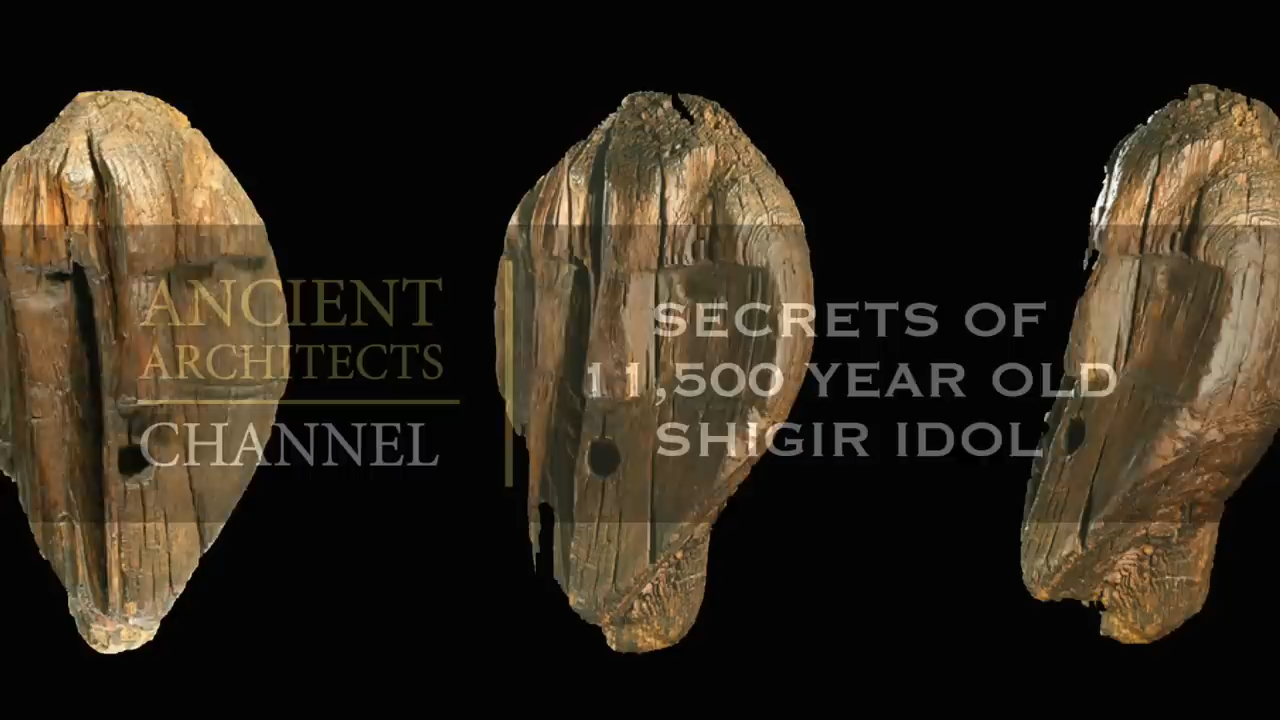 ANCIENT
ARCHITECTS
CHANNEL
SECRETS OF
11,500 YEAR OLD
SHIGIR IDOL